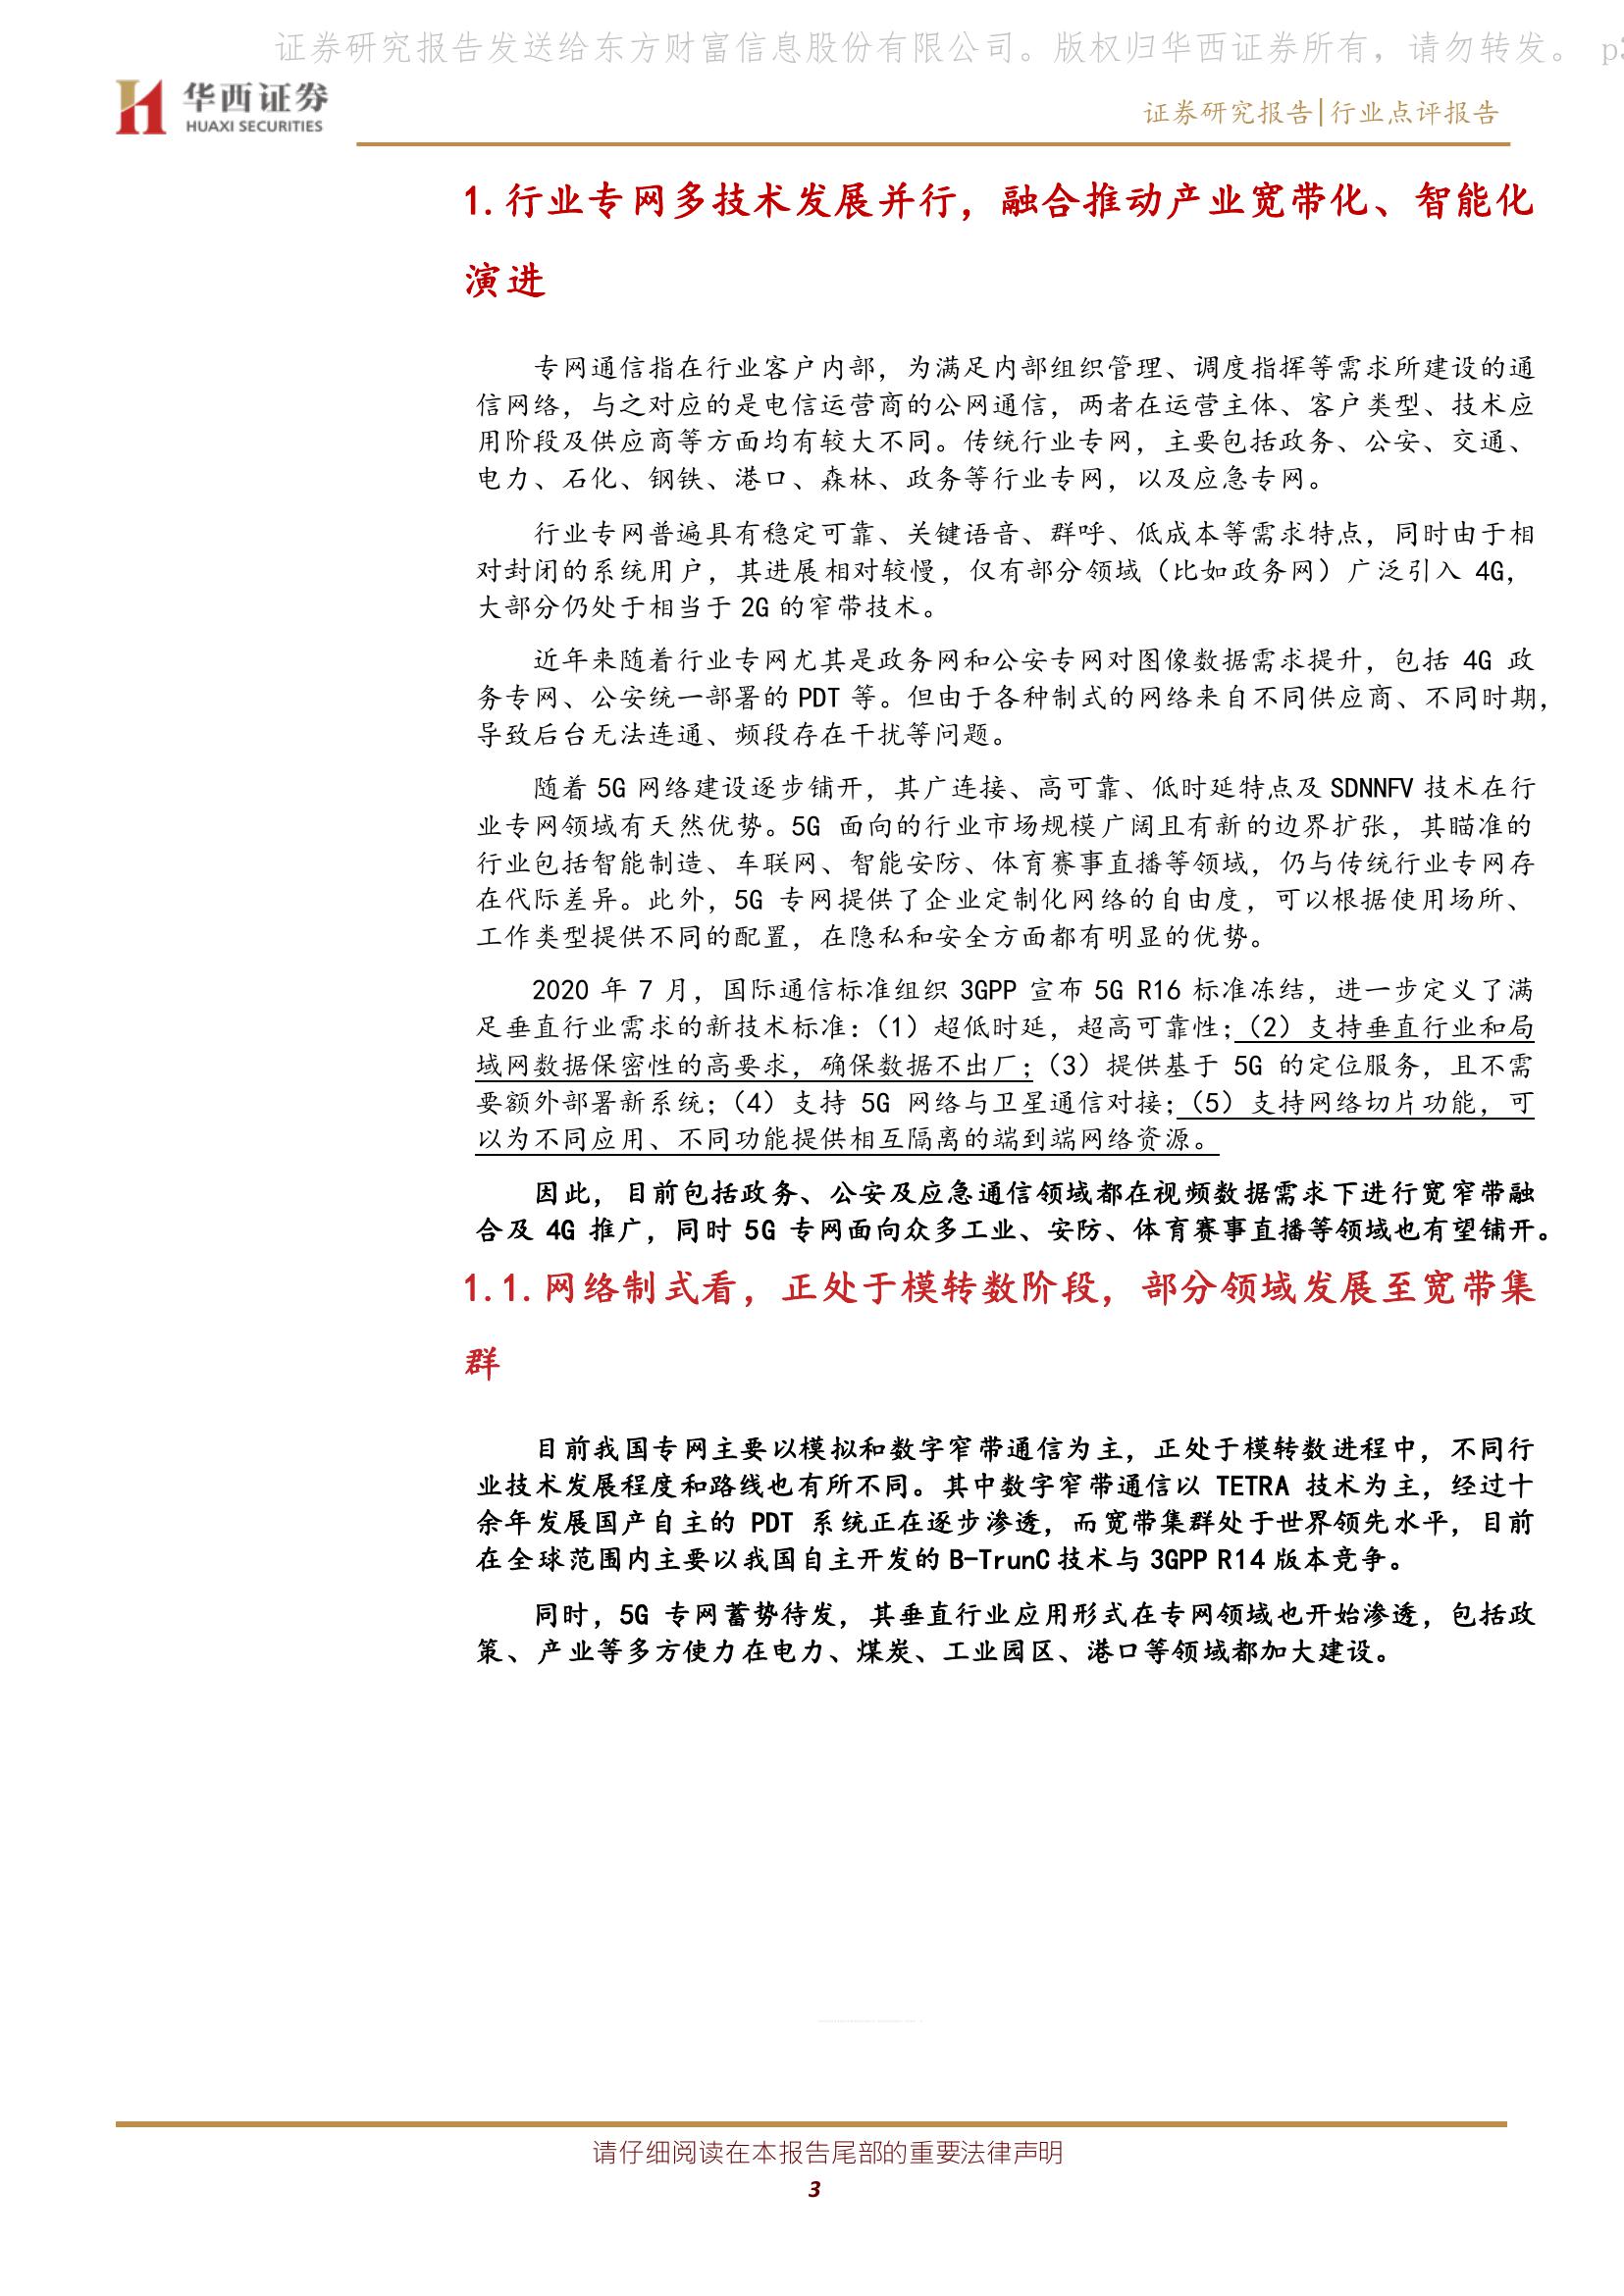 证券研究报告发送给东方财富信息股份有限公司。版权归华西证券所有，请勿转发。 p3
华西证券
HUAXI SECURITIES
证券研究报告|行业点评报告
1.行业专网多技术发展并行，融合推动产业宽带化、智能化
演进
专网通信指在行业客户内部，为满足内部组织管理、调度指挥等需求所建设的通
信网络，与之对应的是电信运营商的公网通信，两者在运营主体、客户类型、技术应
用阶段及供应商等方面均有较大不同。传统行业专网，主要包括政务、公安、交通、
电力、石化、钢铁、港口、森林、政务等行业专网，以及应急专网。
行业专网普遍具有稳定可靠、关键语音、群呼、低成本等需求特点，同时由于相
对封闭的系统用户，其进展相对较慢，仅有部分领域（比如政务网）广泛引入 4G，
大部分仍处于相当于 2G 的窄带技术。
近年来随着行业专网尤其是政务网和公安专网对图像数据需求提升，包括 4G 政
务专网、公安统一部署的 PDT 等。但由于各种制式的网络来自不同供应商、不同时期，
导致后台无法连通、频段存在干扰等问题。
随着 5G 网络建设逐步铺开，其广连接、高可靠、低时延特点及 SDNNFV 技术在行
业专网领域有天然优势。5G 面向的行业市场规模广阔且有新的边界扩张，其瞄准的
行业包括智能制造、车联网、智能安防、体育赛事直播等领域，仍与传统行业专网存
在代际差异。此外，5G 专网提供了企业定制化网络的自由度，可以根据使用场所、
工作类型提供不同的配置，在隐私和安全方面都有明显的优势。
2020 年 7 月，国际通信标准组织 3GPP 宣布 5G R16 标准冻结，进一步定义了满
足垂直行业需求的新技术标准：（1）超低时延，超高可靠性；（2）支持垂直行业和局
域网数据保密性的高要求，确保数据不出厂；（3）提供基于 5G 的定位服务，且不需
要额外部署新系统；（4）支持 5G 网络与卫星通信对接；（5）支持网络切片功能，可
以为不同应用、不同功能提供相互隔离的端到端网络资源。
因此，目前包括政务、公安及应急通信领域都在视频数据需求下进行宽窄带融
合及 4G 推广，同时 5G 专网面向众多工业、安防、体育赛事直播等领域也有望铺开。
1.1.网络制式看，正处于模转数阶段，部分领域发展至宽带集
群
目前我国专网主要以模拟和数字窄带通信为主，正处于模转数进程中，不同行
业技术发展程度和路线也有所不同。其中数字窄带通信以 TETRA 技术为主，经过十
余年发展国产自主的 PDT 系统正在逐步渗透，而宽带集群处于世界领先水平，目前
在全球范围内主要以我国自主开发的 B-TrunC 技术与 3GPP R14 版本竞争。
同时，5G 专网蓄势待发，其垂直行业应用形式在专网领域也开始渗透，包括政
策、产业等多方使力在电力、煤炭、工业园区、港口等领域都加大建设。
请仔细阅读在本报告尾部的重要法律声明
3